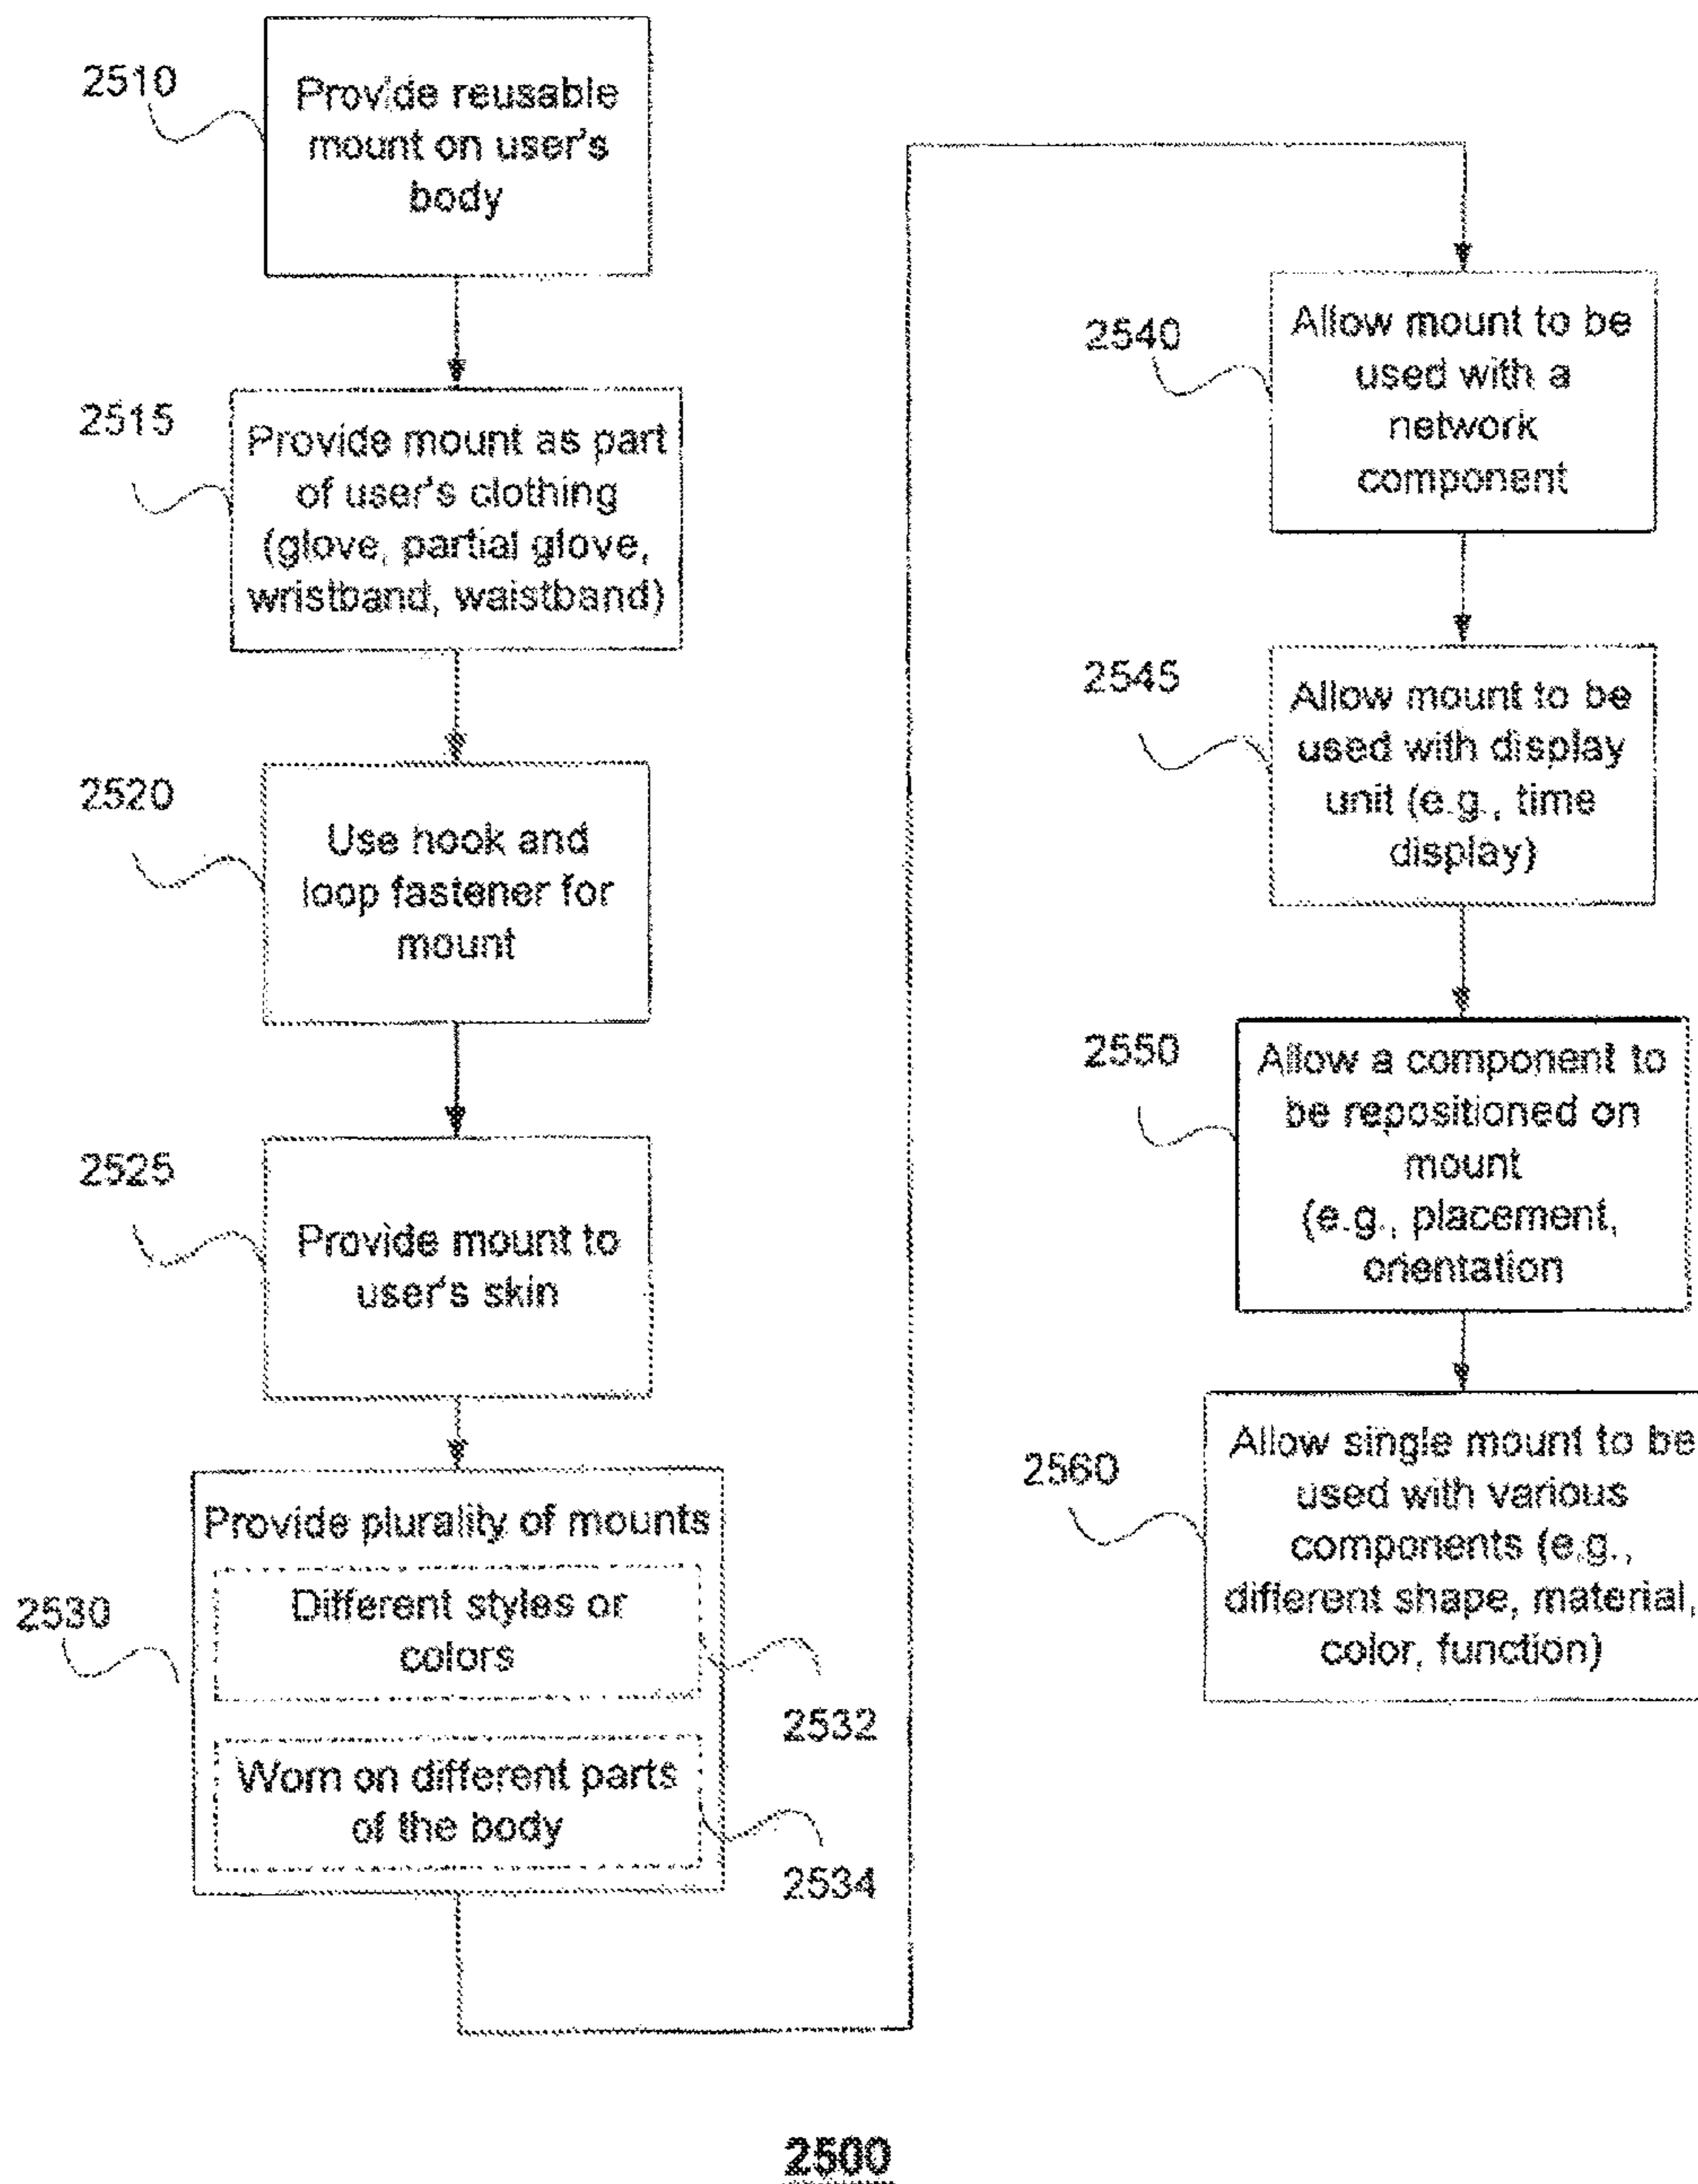 2510
Provide reusable
mount on user's
body
2515
Provide mount as part
of user's clothing
(glove, partial glove,
wristband, waistband)
2520
Use hook and
loop fastener for
mount
2525
Provide mount to
user's skin
2530
Provide plurality of mounts
Different styles or
colors
2532
Worn on different parts
of the body
2534
2540
Allow mount to be
used with a
network
component
2545
Allow mount to be
used with display
unit (e.g., time
display)
2550
Allow a component to
be repositioned on
mount
(e.g., placement,
orientation
2560
Allow single mount to be
used with various
components (e.g.,
different shape, material,
color, function)
2500